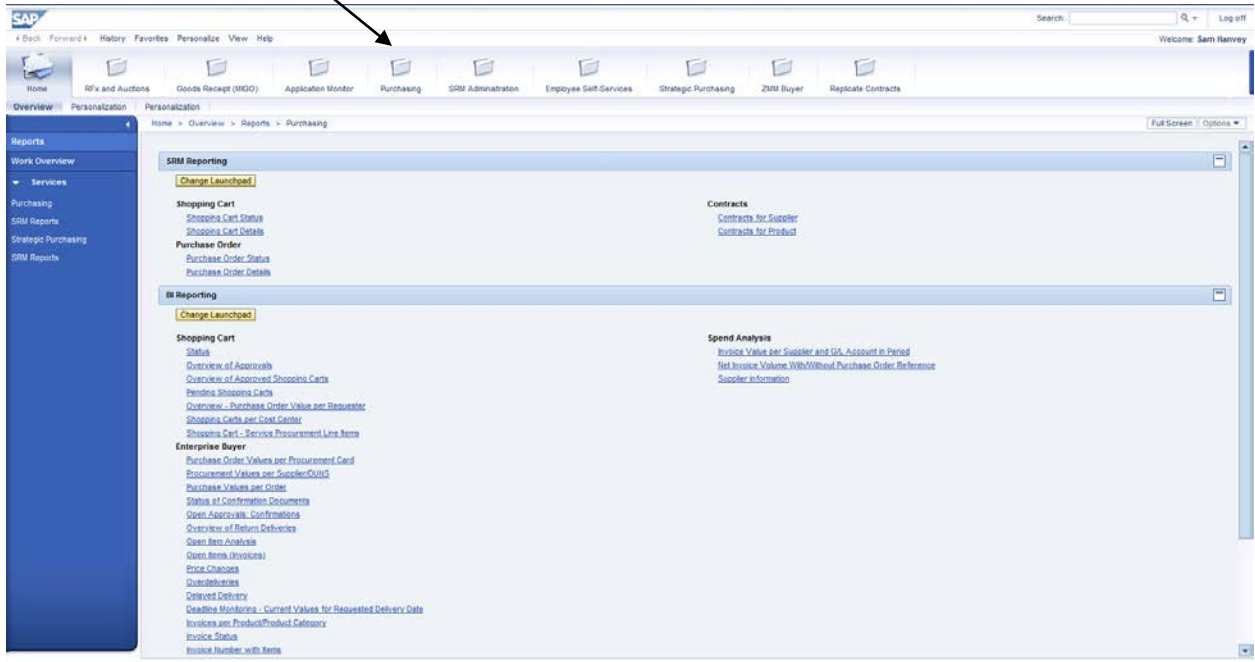 SAP
Search: Log off
Back Forward History Favorites Personalize View Help
Welcome: Sam Hanvey
Home RFx and Auctions Goods Receipt (MIGO) Application Monitor Purchasing SRM Administration Employee Self-Services Strategic Purchasing ZMM Buyer Replicate Contracts
Overview Personalization Personalization
Home > Overview > Reports > Purchasing
Full Screen Options
Reports
Work Overview
Services
Purchasing
SRM Reports
Strategic Purchasing
SRM Reports
SRM Reporting
Change Launchpad
Shopping Cart
Shopping Cart Status
Shopping Cart Details
Purchase Order
Purchase Order Status
Purchase Order Details
Contracts
Contracts for Supplier
Contracts for Product
BI Reporting
Change Launchpad
Shopping Cart
Status
Overview of Approvals
Overview of Approved Shopping Carts
Pending Shopping Carts
Overview - Purchase Order Value per Requester
Shopping Carts per Cost Center
Shopping Cart - Service Procurement Line Items
Enterprise Buyer
Purchase Order Values per Procurement Card
Procurement Values per Supplier/DUNS
Purchase Values per Order
Status of Confirmation Documents
Open Approvals: Confirmations
Overview of Return Deliveries
Open Item Analysis
Open Items (Invoices)
Price Changes
Overdeliveries
Delayed Delivery
Deadline Monitoring - Current Values for Requested Delivery Date
Invoices per Product/Product Category
Invoice Status
Invoice Number with Items
Spend Analysis
Invoice Value per Supplier and G/L Account in Period
Net Invoice Volume With/Without Purchase Order Reference
Supplier Information